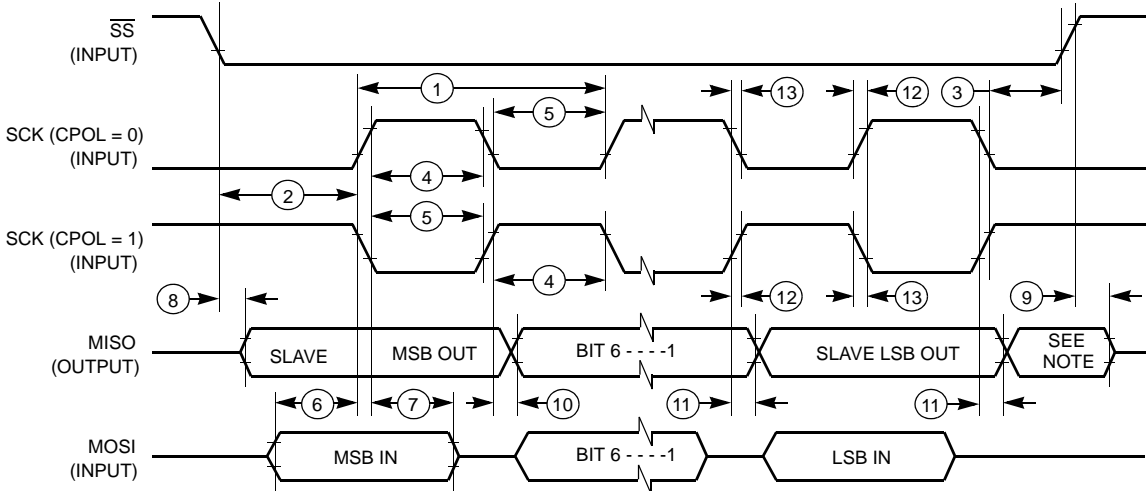 SS
(INPUT)
1
13
12
3
5
SCK (CPOL = 0)
(INPUT)
4
2
5
SCK (CPOL = 1)
(INPUT)
4
12
13
8
9
MISO
(OUTPUT)
SLAVE
MSB OUT
BIT 6 - - - -1
SLAVE LSB OUT
SEE
NOTE
6
7
10
11
11
MOSI
(INPUT)
MSB IN
BIT 6 - - - -1
LSB IN